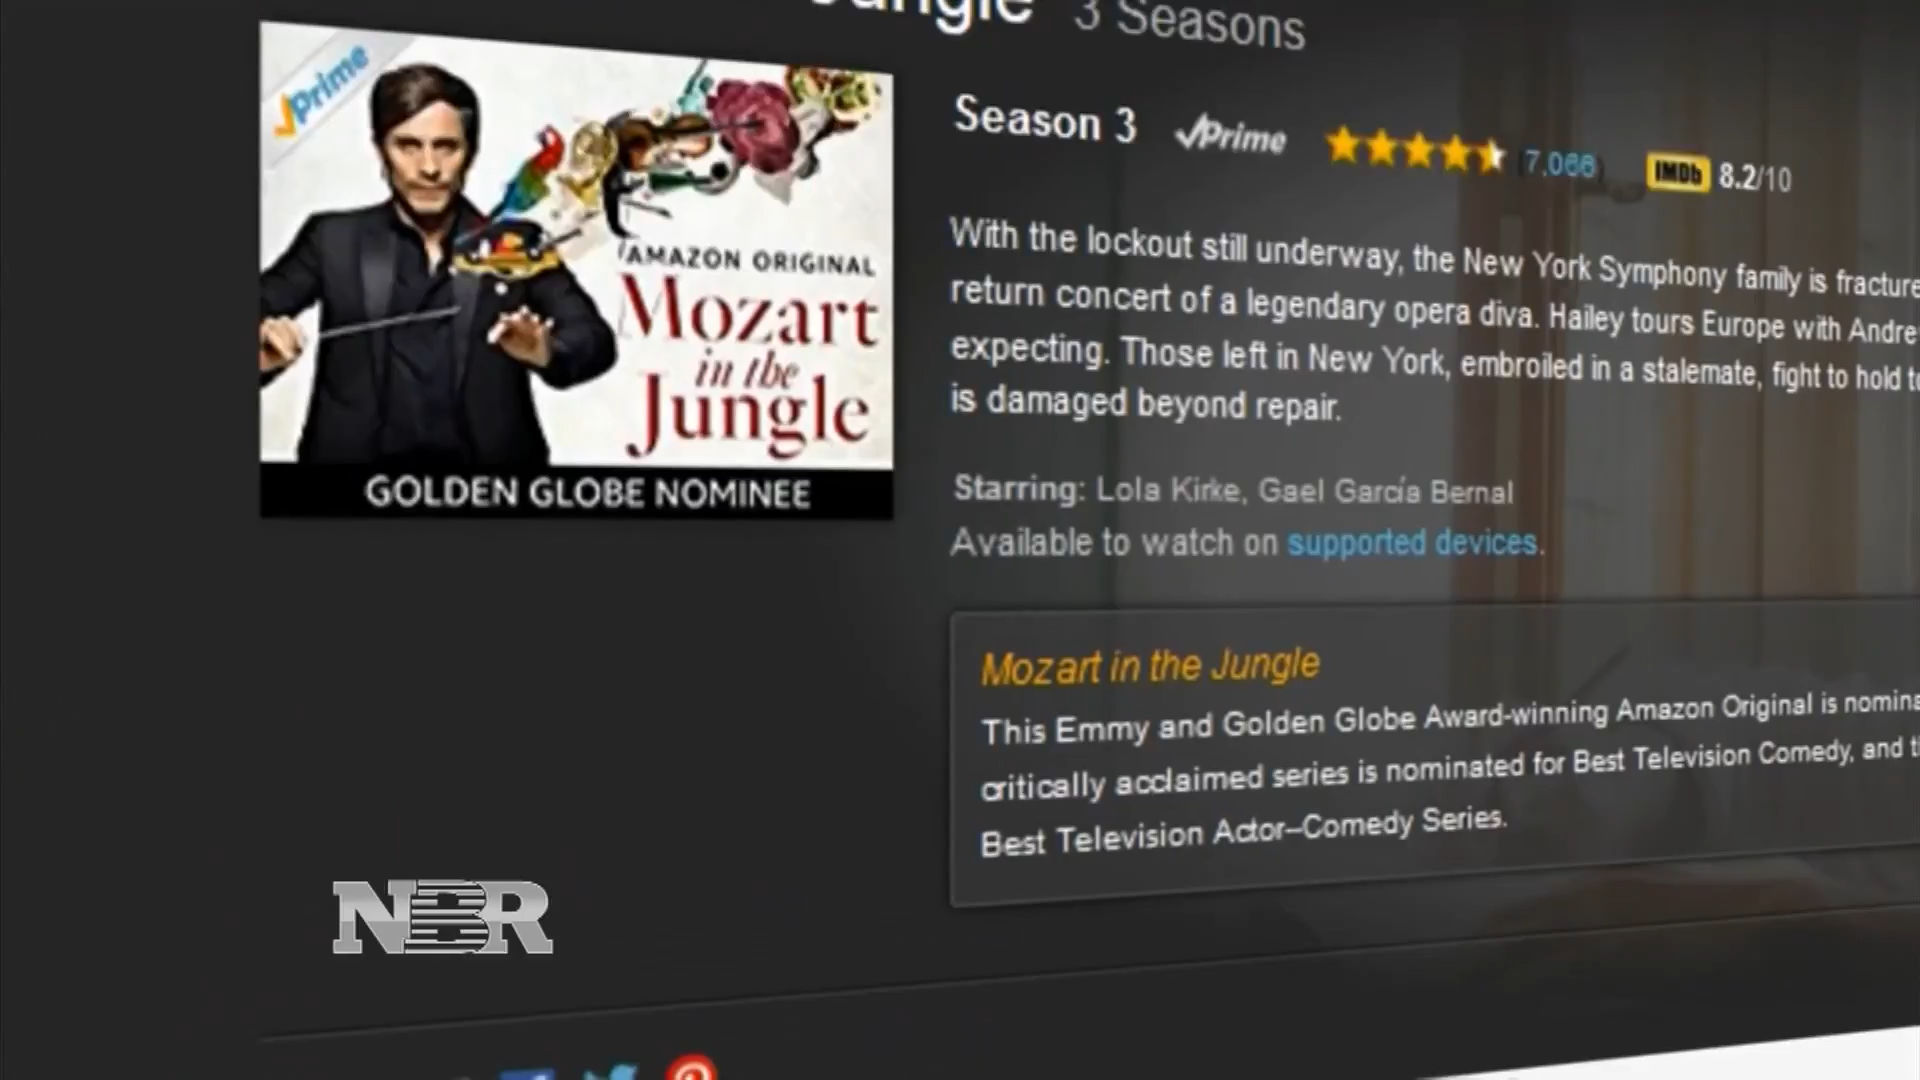 Jungle 3 Seasons
Prime
AMAZON ORIGINAL
Mozart
in the
Jungle
GOLDEN GLOBE NOMINEE
Season 3 Prime 7,066 IMDb 8.2/10
With the lockout still underway, the New York Symphony family is
return concert of a legendary opera diva. Hailey tours Europe with
expecting. Those left in New York, embroiled in a stalemate, fight to hold
is damaged beyond repair.
Starring: Lola Kirke, Gael García Bernal
Available to watch on supported devices.
Mozart in the Jungle
This Emmy and Golden Globe Award-winning Amazon Original is
critically acclaimed series is nominated for Best Television Comedy, and
Best Television Actor–Comedy Series.
NBR